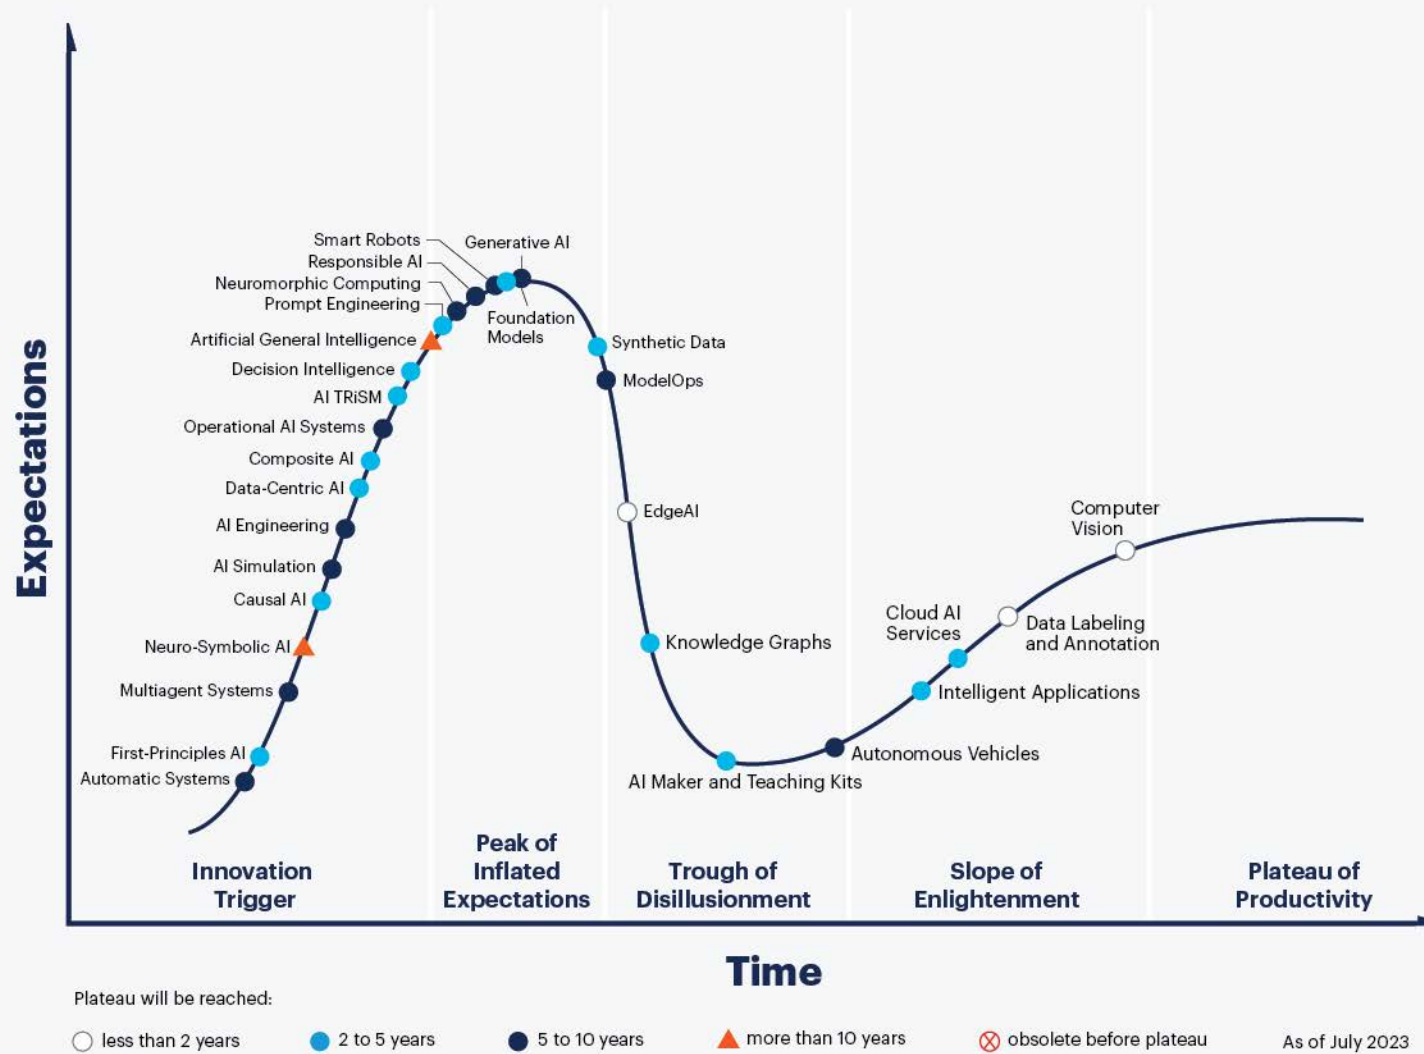 Expectations
Smart Robots
Generative AI
Responsible AI
Neuromorphic Computing
Prompt Engineering
Foundation
Models
Artificial General Intelligence
Synthetic Data
Decision Intelligence
ModelOps
AI TRiSM
Operational AI Systems
Composite AI
Data-Centric AI
EdgeAI
Computer
Vision
AI Engineering
AI Simulation
Causal AI
Cloud AI
Services
Data Labeling
and Annotation
Neuro-Symbolic AI
Knowledge Graphs
Multiagent Systems
Intelligent Applications
First-Principles AI
Autonomous Vehicles
Automatic Systems
AI Maker and Teaching Kits
Innovation
Trigger
Peak of
Inflated
Expectations
Trough of
Disillusionment
Slope of
Enlightenment
Plateau of
Productivity
Time
Plateau will be reached:
less than 2 years
2 to 5 years
5 to 10 years
more than 10 years
obsolete before plateau
As of July 2023